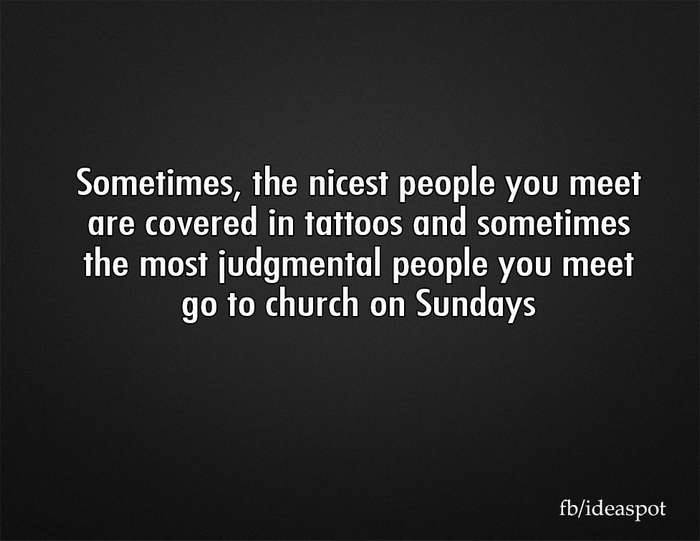 Sometimes, the nicest people you meet
are covered in tattoos and sometimes
the most judgmental people you meet
go to church on Sundays
fb/ideaspot